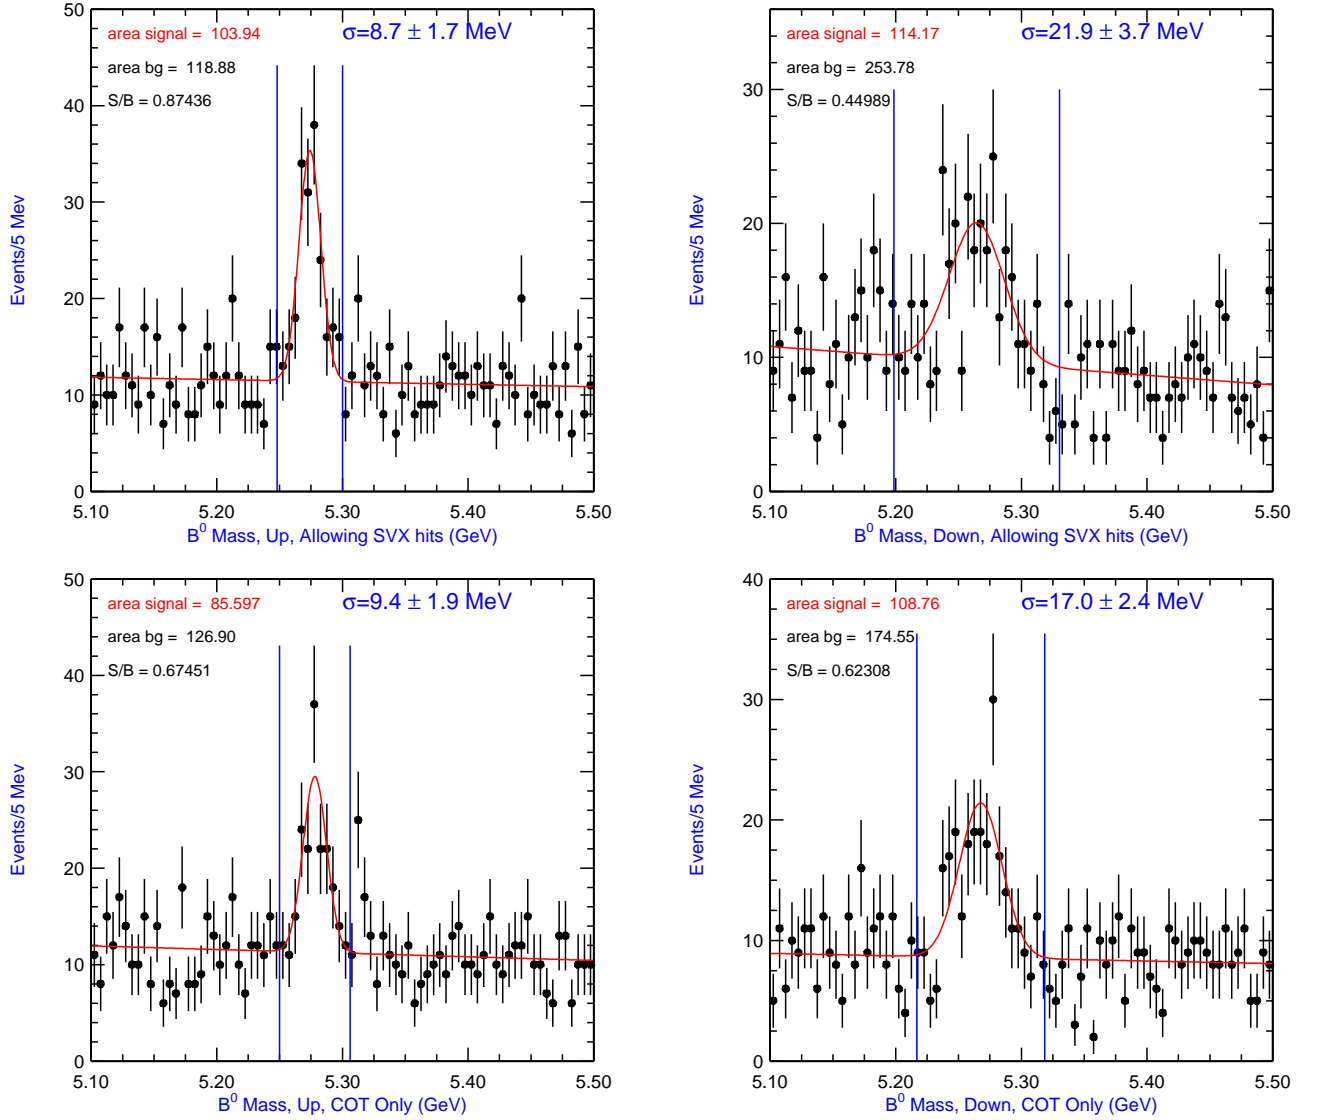 50
40
30
20
10
0
Events/5 Mev
area signal = 103.94
area bg = 118.88
S/B = 0.87436
σ=8.7 ± 1.7 MeV
5.10 5.20 5.30 5.40 5.50
B⁰ Mass, Up, Allowing SVX hits (GeV)
30
20
10
0
Events/5 Mev
area signal = 114.17
area bg = 253.78
S/B = 0.44989
σ=21.9 ± 3.7 MeV
5.10 5.20 5.30 5.40 5.50
B⁰ Mass, Down, Allowing SVX hits (GeV)
50
40
30
20
10
0
Events/5 Mev
area signal = 85.597
area bg = 126.90
S/B = 0.67451
σ=9.4 ± 1.9 MeV
5.10 5.20 5.30 5.40 5.50
B⁰ Mass, Up, COT Only (GeV)
40
30
20
10
0
Events/5 Mev
area signal = 108.76
area bg = 174.55
S/B = 0.62308
σ=17.0 ± 2.4 MeV
5.10 5.20 5.30 5.40 5.50
B⁰ Mass, Down, COT Only (GeV)